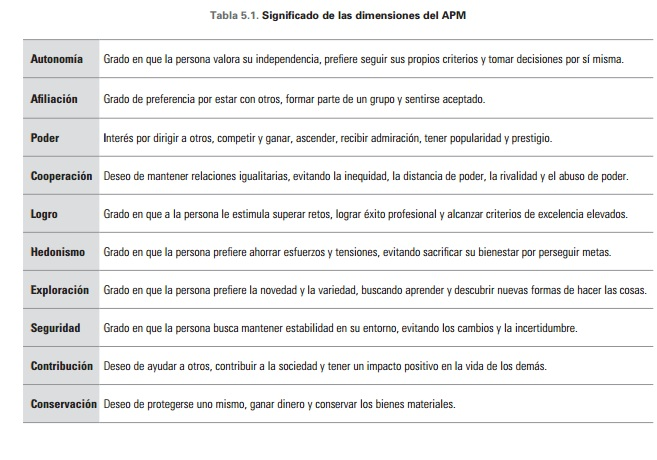 Tabla 5.1. Significado de las dimensiones del APM
Autonomía Grado en que la persona valora su independencia, prefiere seguir sus propios criterios y tomar decisiones por sí misma.
Afiliación Grado de preferencia por estar con otros, formar parte de un grupo y sentirse aceptado.
Poder Interés por dirigir a otros, competir y ganar, ascender, recibir admiración, tener popularidad y prestigio.
Cooperación Deseo de mantener relaciones igualitarias, evitando la inequidad, la distancia de poder, la rivalidad y el abuso de poder.
Logro Grado en que a la persona le estimula superar retos, lograr éxito profesional y alcanzar criterios de excelencia elevados.
Hedonismo Grado en que la persona prefiere ahorrar esfuerzos y tensiones, evitando sacrificar su bienestar por perseguir metas.
Exploración Grado en que la persona prefiere la novedad y la variedad, buscando aprender y descubrir nuevas formas de hacer las cosas.
Seguridad Grado en que la persona busca mantener estabilidad en su entorno, evitando los cambios y la incertidumbre.
Contribución Deseo de ayudar a otros, contribuir a la sociedad y tener un impacto positivo en la vida de los demás.
Conservación Deseo de protegerse uno mismo, ganar dinero y conservar los bienes materiales.